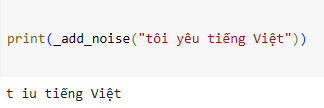 print(_add_noise("tôi yêu tiếng Việt"))
t iu tiếng Việt